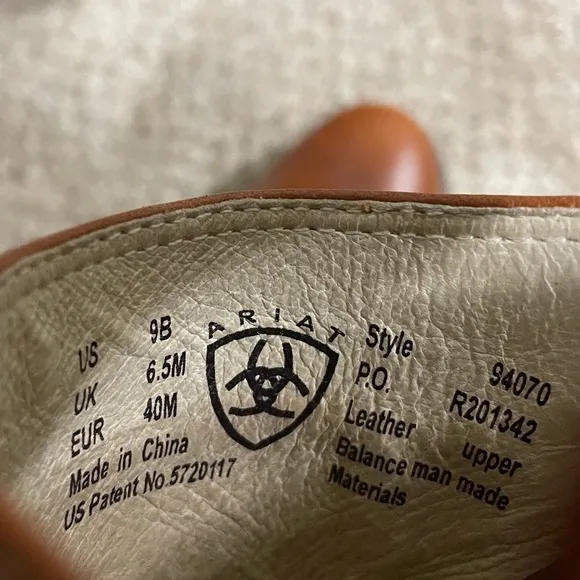 US 9B
UK 6.5M
EUR 40M
Made in China
US Patent No.5720117
ARIAT
Style 94070
P.O. R201342
Leather upper
Balance man made
Materials